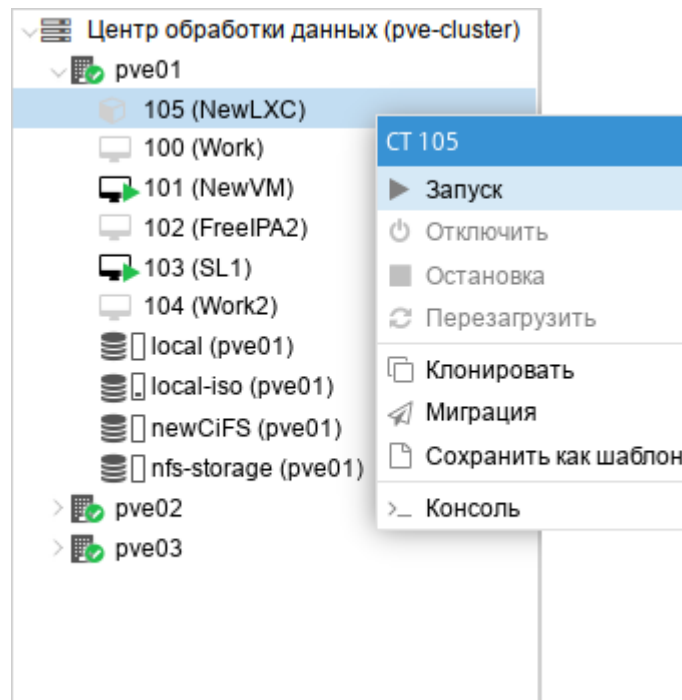 Центр обработки данных (pve-cluster)
pve01
105 (NewLXC)
100 (Work)
101 (NewVM)
102 (FreeIPA2)
103 (SL1)
104 (Work2)
local (pve01)
local-iso (pve01)
newCiFS (pve01)
nfs-storage (pve01)
pve02
pve03
CT 105
Запуск
Отключить
Остановка
Перезагрузить
Клонировать
Миграция
Сохранить как шаблон
Консоль